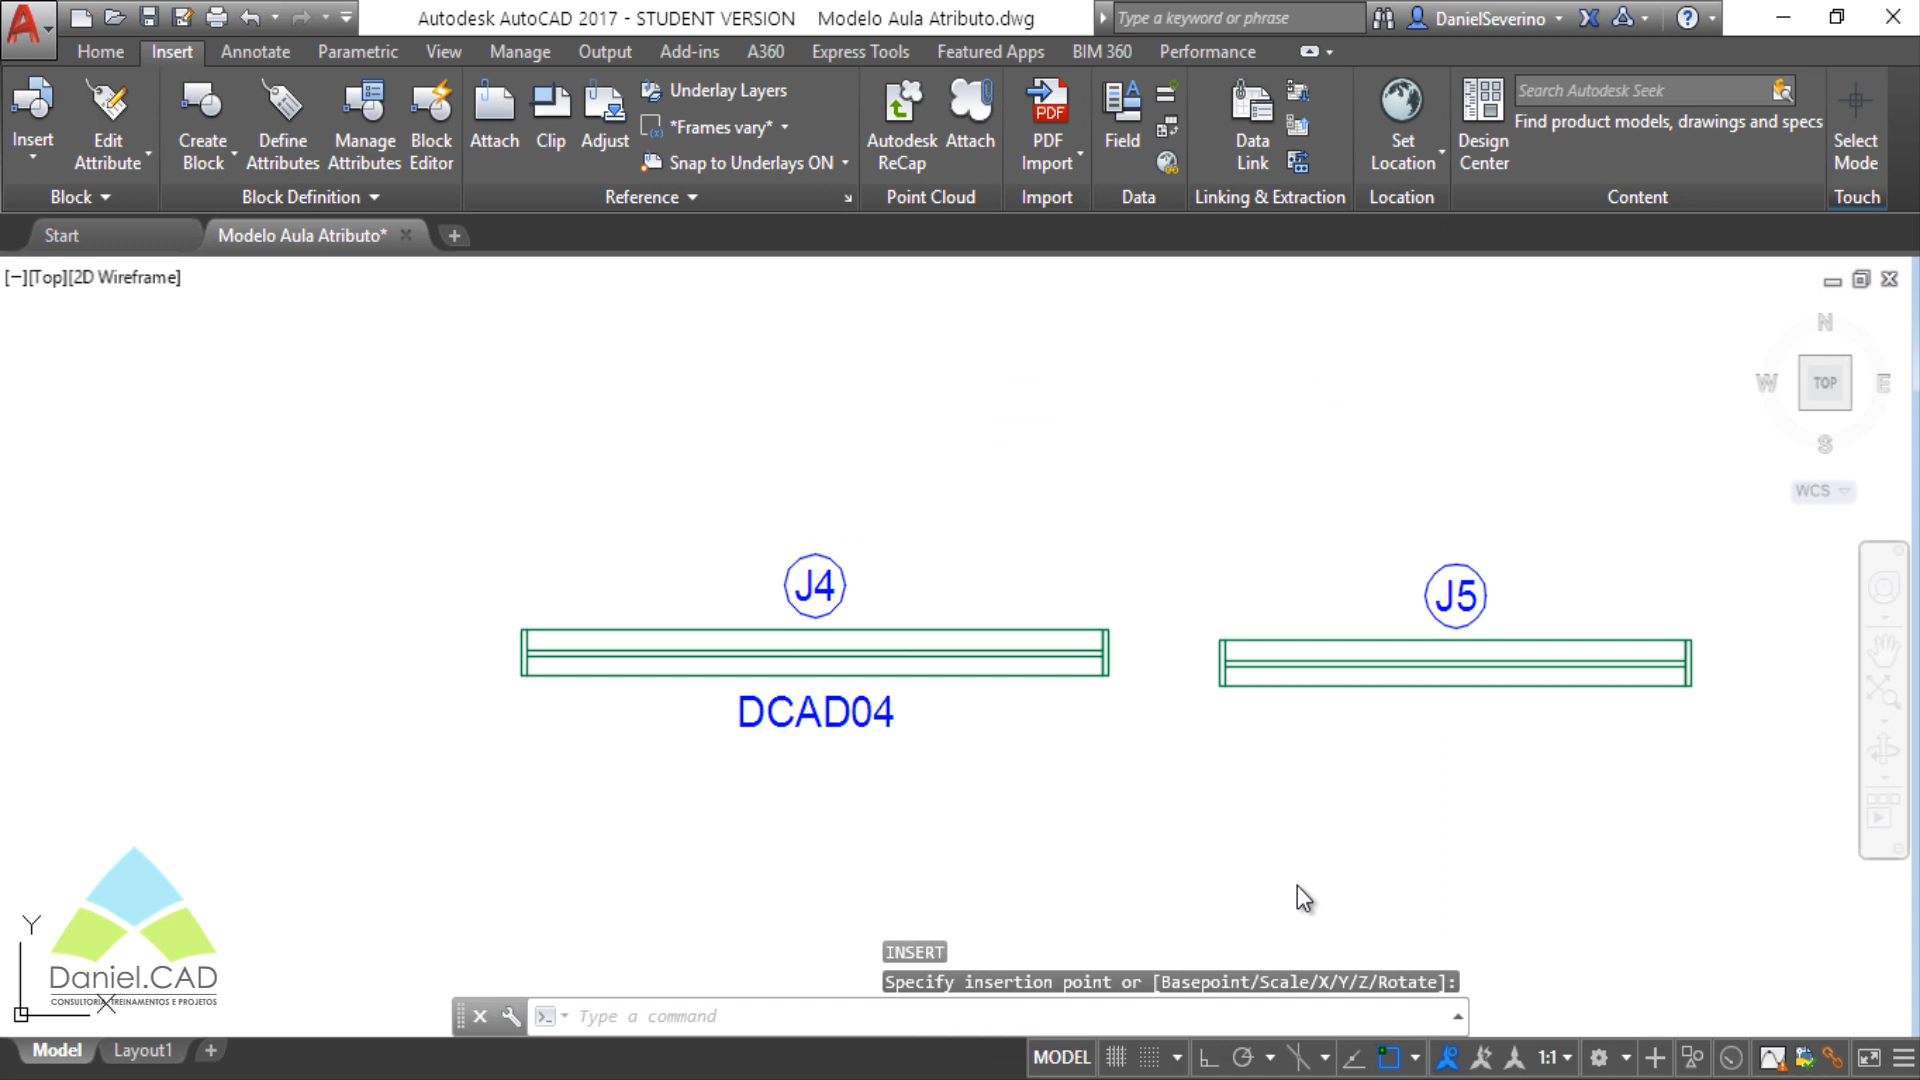 Autodesk AutoCAD 2017 - STUDENT VERSION Modelo Aula Atributo.dwg
Type a keyword or phrase
DanielSeverino
Home Insert Annotate Parametric View Manage Output Add-ins A360 Express Tools Featured Apps BIM 360 Performance
Insert
Edit Attribute
Create Block
Define Attributes
Manage Attributes
Block Editor
Attach
Clip
Adjust
Underlay Layers
*Frames vary*
Snap to Underlays ON
Autodesk ReCap
Attach
PDF Import
Field
Data Link
Set Location
Design Center
Search Autodesk Seek
Find product models, drawings and specs
Select Mode
Block Block Definition Reference Point Cloud Import Data Linking & Extraction Location Content Touch
Start Modelo Aula Atributo*
[−][Top][2D Wireframe]
N
W TOP E
S
WCS
J4
J5
DCAD04
Y
Daniel.CAD
CONSULTORIA, TREINAMENTOS E PROJETOS
X
INSERT
Specify insertion point or [Basepoint/Scale/X/Y/Z/Rotate]:
Type a command
Model Layout1
MODEL 1:1